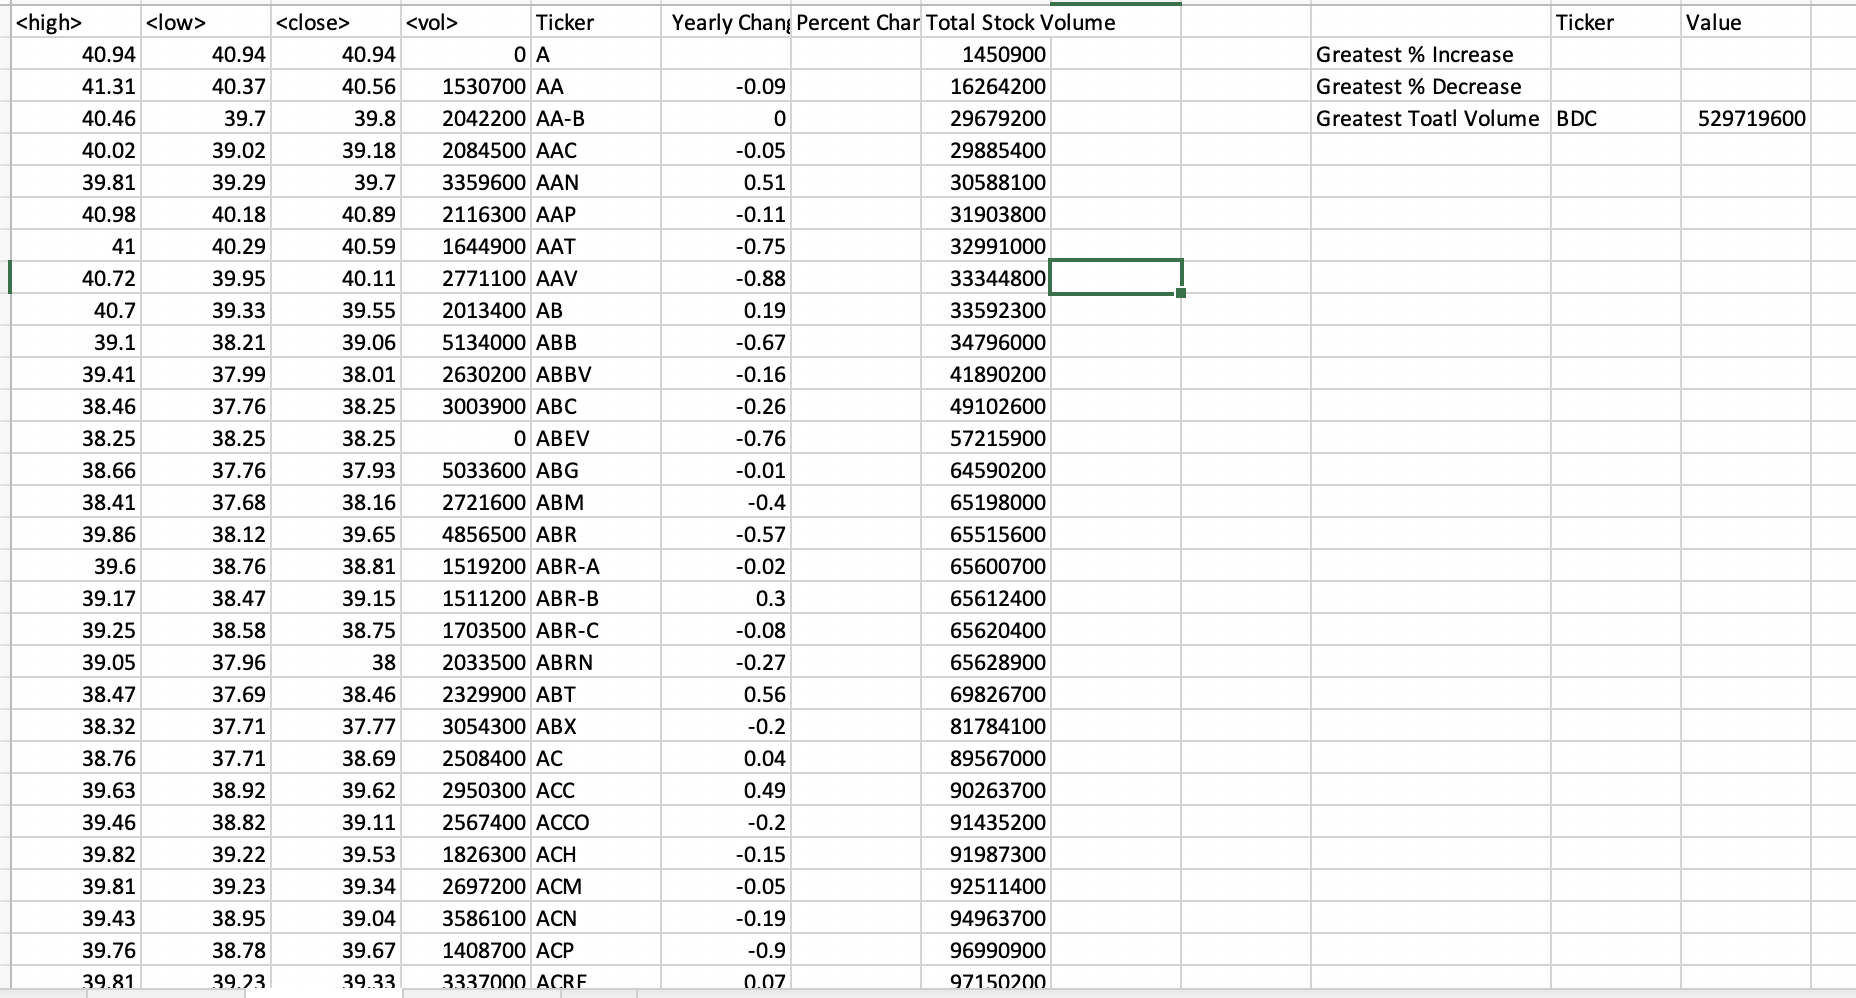 <high> <low> <close> <vol> Ticker Yearly Chang Percent Char Total Stock Volume Ticker Value
40.94 40.94 40.94 0 A 1450900 Greatest % Increase
41.31 40.37 40.56 1530700 AA -0.09 16264200 Greatest % Decrease
40.46 39.7 39.8 2042200 AA-B 0 29679200 Greatest Toatl Volume BDC 529719600
40.02 39.02 39.18 2084500 AAC -0.05 29885400
39.81 39.29 39.7 3359600 AAN 0.51 30588100
40.98 40.18 40.89 2116300 AAP -0.11 31903800
41 40.29 40.59 1644900 AAT -0.75 32991000
40.72 39.95 40.11 2771100 AAV -0.88 33344800
40.7 39.33 39.55 2013400 AB 0.19 33592300
39.1 38.21 39.06 5134000 ABB -0.67 34796000
39.41 37.99 38.01 2630200 ABBV -0.16 41890200
38.46 37.76 38.25 3003900 ABC -0.26 49102600
38.25 38.25 38.25 0 ABEV -0.76 57215900
38.66 37.76 37.93 5033600 ABG -0.01 64590200
38.41 37.68 38.16 2721600 ABM -0.4 65198000
39.86 38.12 39.65 4856500 ABR -0.57 65515600
39.6 38.76 38.81 1519200 ABR-A -0.02 65600700
39.17 38.47 39.15 1511200 ABR-B 0.3 65612400
39.25 38.58 38.75 1703500 ABR-C -0.08 65620400
39.05 37.96 38 2033500 ABRN -0.27 65628900
38.47 37.69 38.46 2329900 ABT 0.56 69826700
38.32 37.71 37.77 3054300 ABX -0.2 81784100
38.76 37.71 38.69 2508400 AC 0.04 89567000
39.63 38.92 39.62 2950300 ACC 0.49 90263700
39.46 38.82 39.11 2567400 ACCO -0.2 91435200
39.82 39.22 39.53 1826300 ACH -0.15 91987300
39.81 39.23 39.34 2697200 ACM -0.05 92511400
39.43 38.95 39.04 3586100 ACN -0.19 94963700
39.76 38.78 39.67 1408700 ACP -0.9 96990900
39.81 39.23 39.33 3337000 ACRE 0.07 97150200